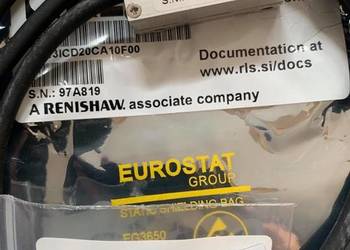 S.N.:
3ICD20CA10F00
Documentation at
www.rls.si/docs
S.N.: 97A819
A RENISHAW. associate company
EUROSTAT
GROUP
STATIC SHIELDING BAG
EG3650